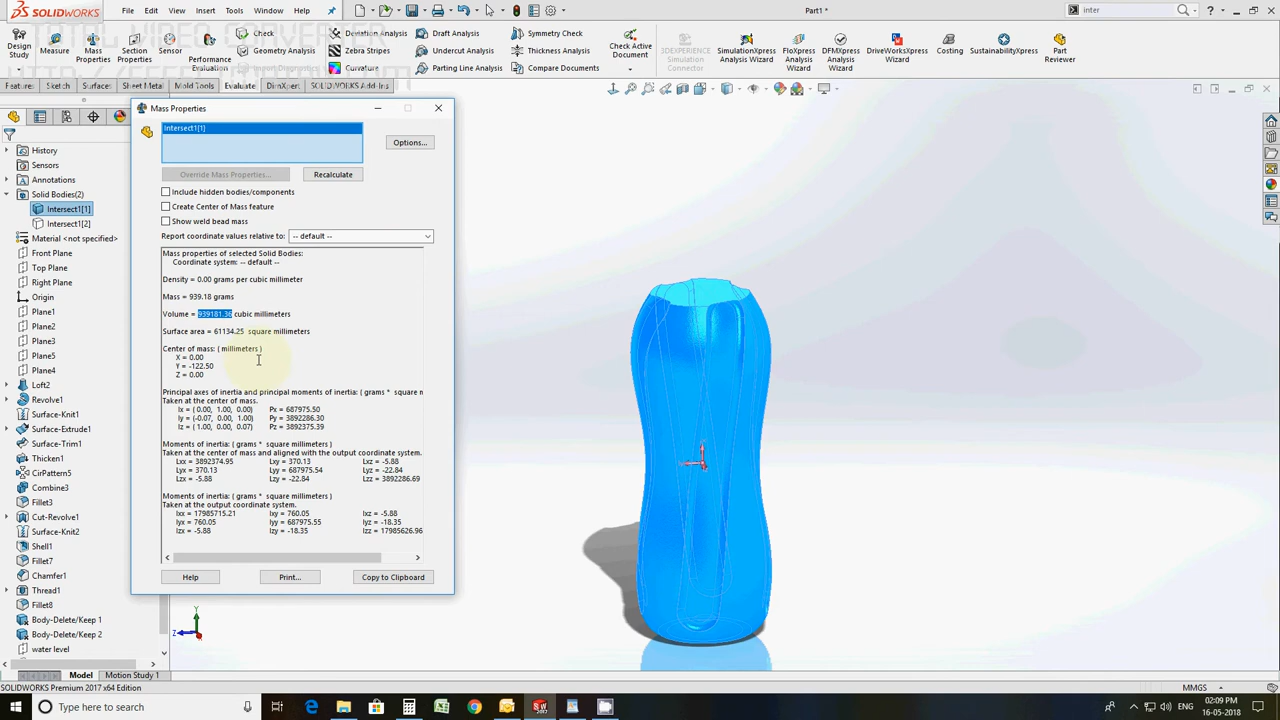 SOLIDWORKS
File Edit View Insert Tools Window Help
Part1 *
inter
TOTAL VIDEO CONVERTER
Design Study
Measure
Mass Properties
Section Properties
Sensor
Performance Evaluation
Check
Geometry Analysis
Import Diagnostics
Deviation Analysis
Zebra Stripes
Curvature
Draft Analysis
Undercut Analysis
Parting Line Analysis
Symmetry Check
Thickness Analysis
Compare Documents
Check Active Document
3DEXPERIENCE Simulation Connector
SimulationXpress Analysis Wizard
FloXpress Analysis Wizard
DFMXpress Analysis Wizard
DriveWorksXpress Wizard
Costing
SustainabilityXpress
Part Reviewer
Features Sketch Surfaces Sheet Metal Mold Tools Evaluate DimXpert SOLIDWORKS Add-Ins
History
Sensors
Annotations
Solid Bodies(2)
Intersect1[1]
Intersect1[2]
Material <not specified>
Front Plane
Top Plane
Right Plane
Origin
Plane1
Plane2
Plane3
Plane5
Plane4
Loft2
Revolve1
Surface-Knit1
Surface-Extrude1
Surface-Trim1
Thicken1
CirPattern5
Combine3
Fillet3
Cut-Revolve1
Surface-Knit2
Shell1
Fillet7
Chamfer1
Thread1
Fillet8
Body-Delete/Keep 1
Body-Delete/Keep 2
water level
Mass Properties
Intersect1[1]
Options...
Override Mass Properties...
Recalculate
Include hidden bodies/components
Create Center of Mass feature
Show weld bead mass
Report coordinate values relative to: -- default --
Mass properties of selected Solid Bodies:
Coordinate system: -- default --
Density = 0.00 grams per cubic millimeter
Mass = 939.18 grams
Volume = 939181.36 cubic millimeters
Surface area = 61134.25 square millimeters
Center of mass: ( millimeters )
X = 0.00
Y = -122.50
Z = 0.00
Principal axes of inertia and principal moments of inertia: ( grams * square m
Taken at the center of mass.
Ix = ( 0.00, 1.00, 0.00) Px = 687975.50
Iy = (-0.07, 0.00, 1.00) Py = 3892286.30
Iz = ( 1.00, 0.00, 0.07) Pz = 3892375.39
Moments of inertia: ( grams * square millimeters )
Taken at the center of mass and aligned with the output coordinate system.
Lxx = 3892374.95 Lxy = 370.13 Lxz = -5.88
Lyx = 370.13 Lyy = 687975.54 Lyz = -22.84
Lzx = -5.88 Lzy = -22.84 Lzz = 3892286.69
Moments of inertia: ( grams * square millimeters )
Taken at the output coordinate system.
Ixx = 17985715.21 Ixy = 760.05 Ixz = -5.88
Iyx = 760.05 Iyy = 687975.55 Iyz = -18.35
Izx = -5.88 Izy = -18.35 Izz = 17985626.96
Help
Print...
Copy to Clipboard
Y
Z
Model Motion Study 1
SOLIDWORKS Premium 2017 x64 Edition
MMGS
Type here to search
ENG
02:09 PM
16-05-2018